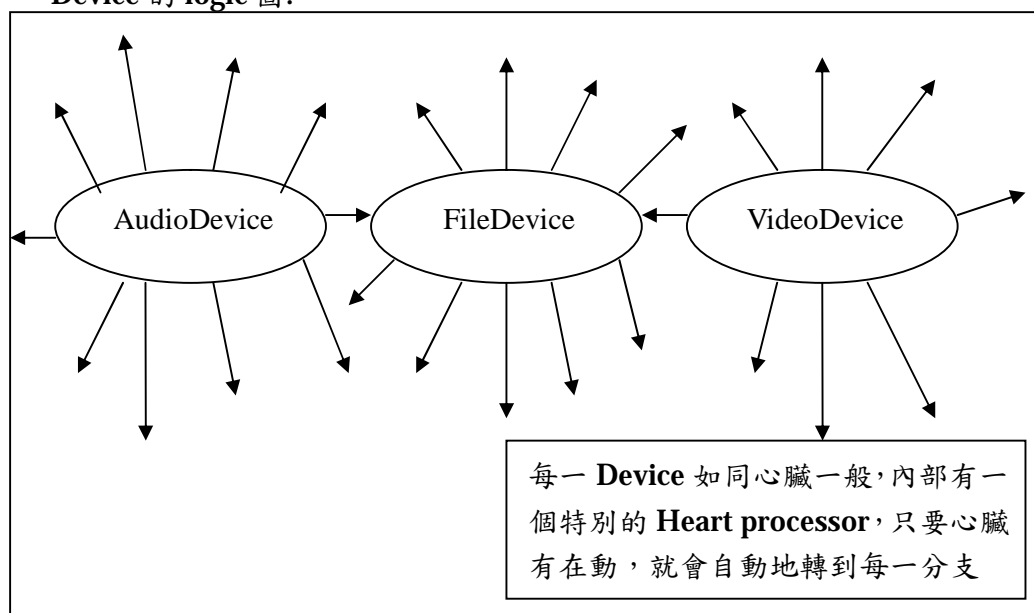 Device 的 logic 圖:
AudioDevice FileDevice VideoDevice
每一 Device 如同心臟一般，內部有一
個特別的 Heart processor，只要心臟
有在動，就會自動地轉到每一分支